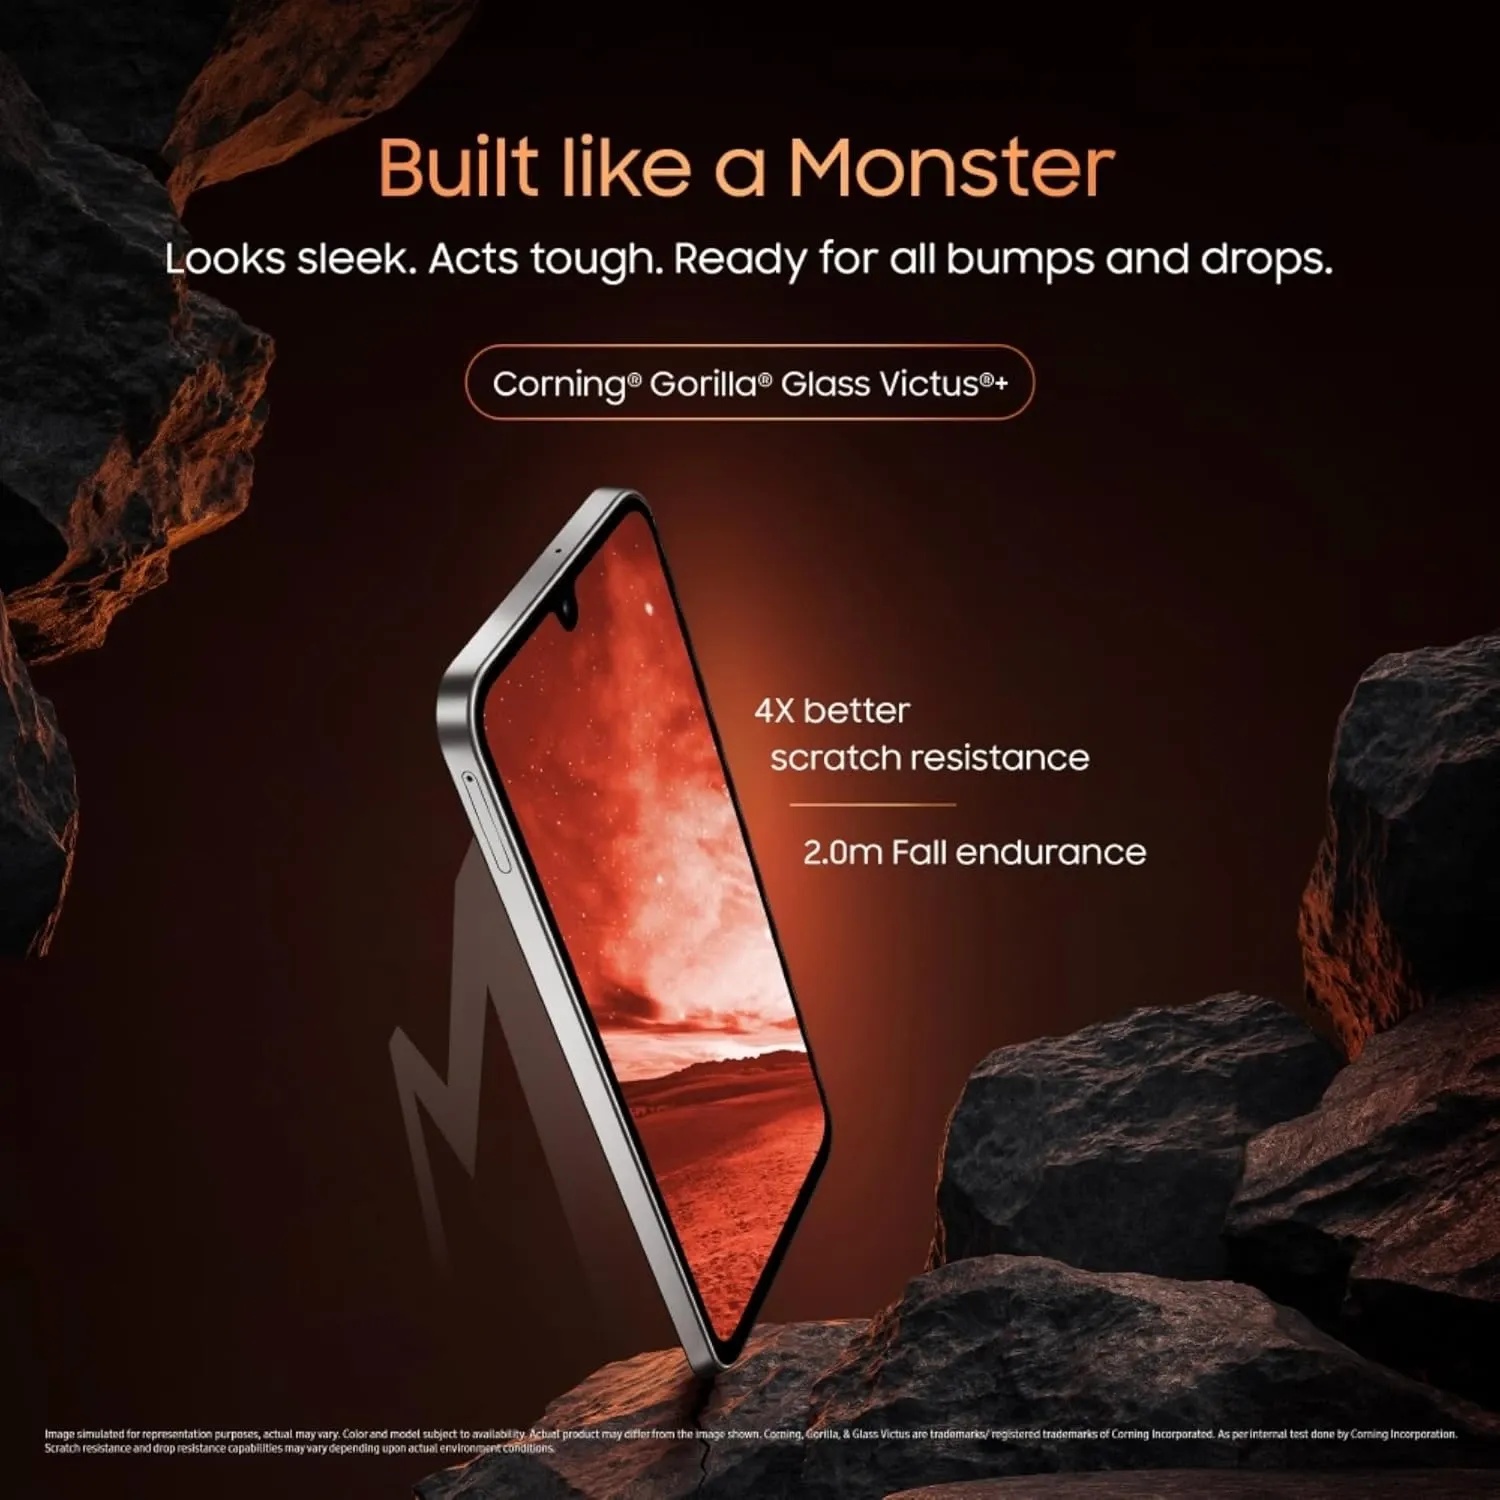 Built like a Monster
Looks sleek. Acts tough. Ready for all bumps and drops.
Corning® Gorilla® Glass Victus®+
4X better
scratch resistance
2.0m Fall endurance
Image simulated for representation purposes, actual may vary. Color and model subject to availability. Actual product may differ from the image shown. Corning, Gorilla, & Glass Victus are trademarks/ registered trademarks of Corning Incorporated. As per internal test done by Corning Incorporation.
Scratch resistance and drop resistance capabilities may vary depending upon actual environment conditions.